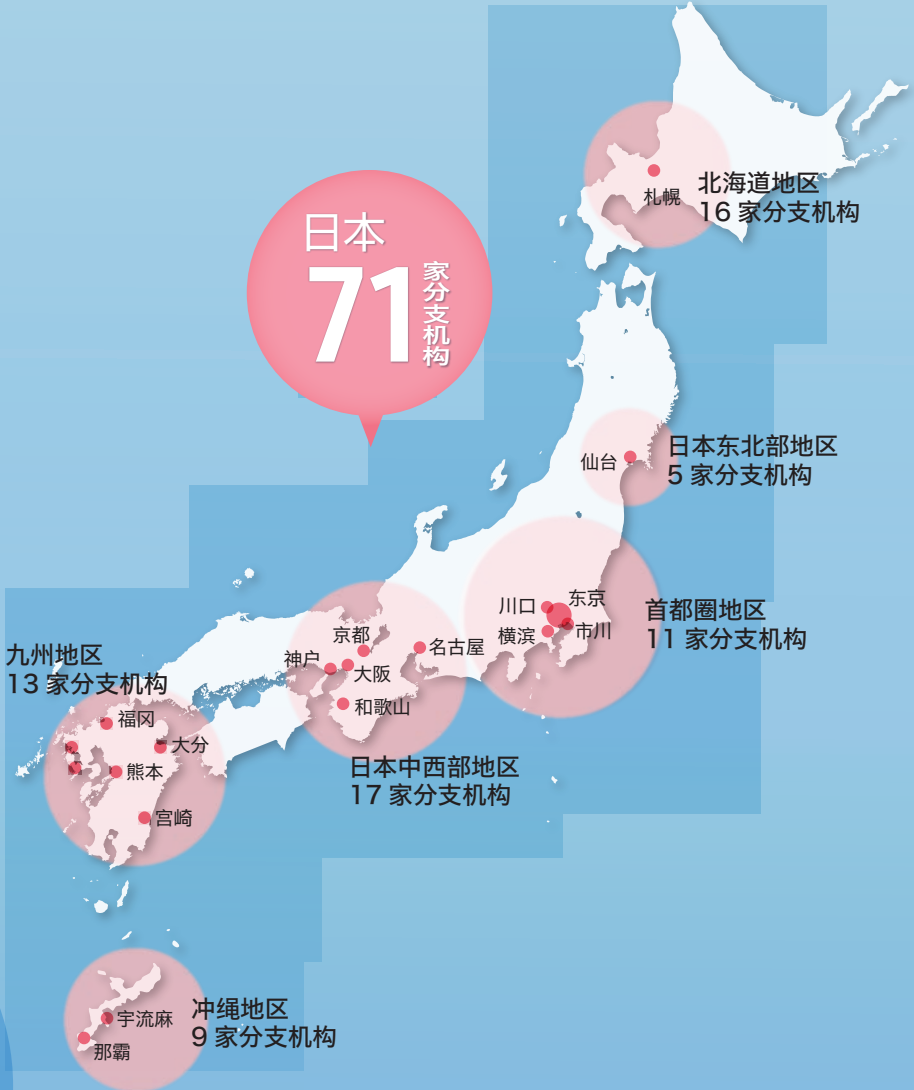 日本
71
家分支机构
札幌
北海道地区
16 家分支机构
仙台
日本东北部地区
5 家分支机构
川口
东京
横滨
市川
首都圈地区
11 家分支机构
京都
神户
大阪
名古屋
和歌山
日本中西部地区
17 家分支机构
九州地区
13 家分支机构
福冈
大分
熊本
宫崎
宇流麻
那霸
冲绳地区
9 家分支机构